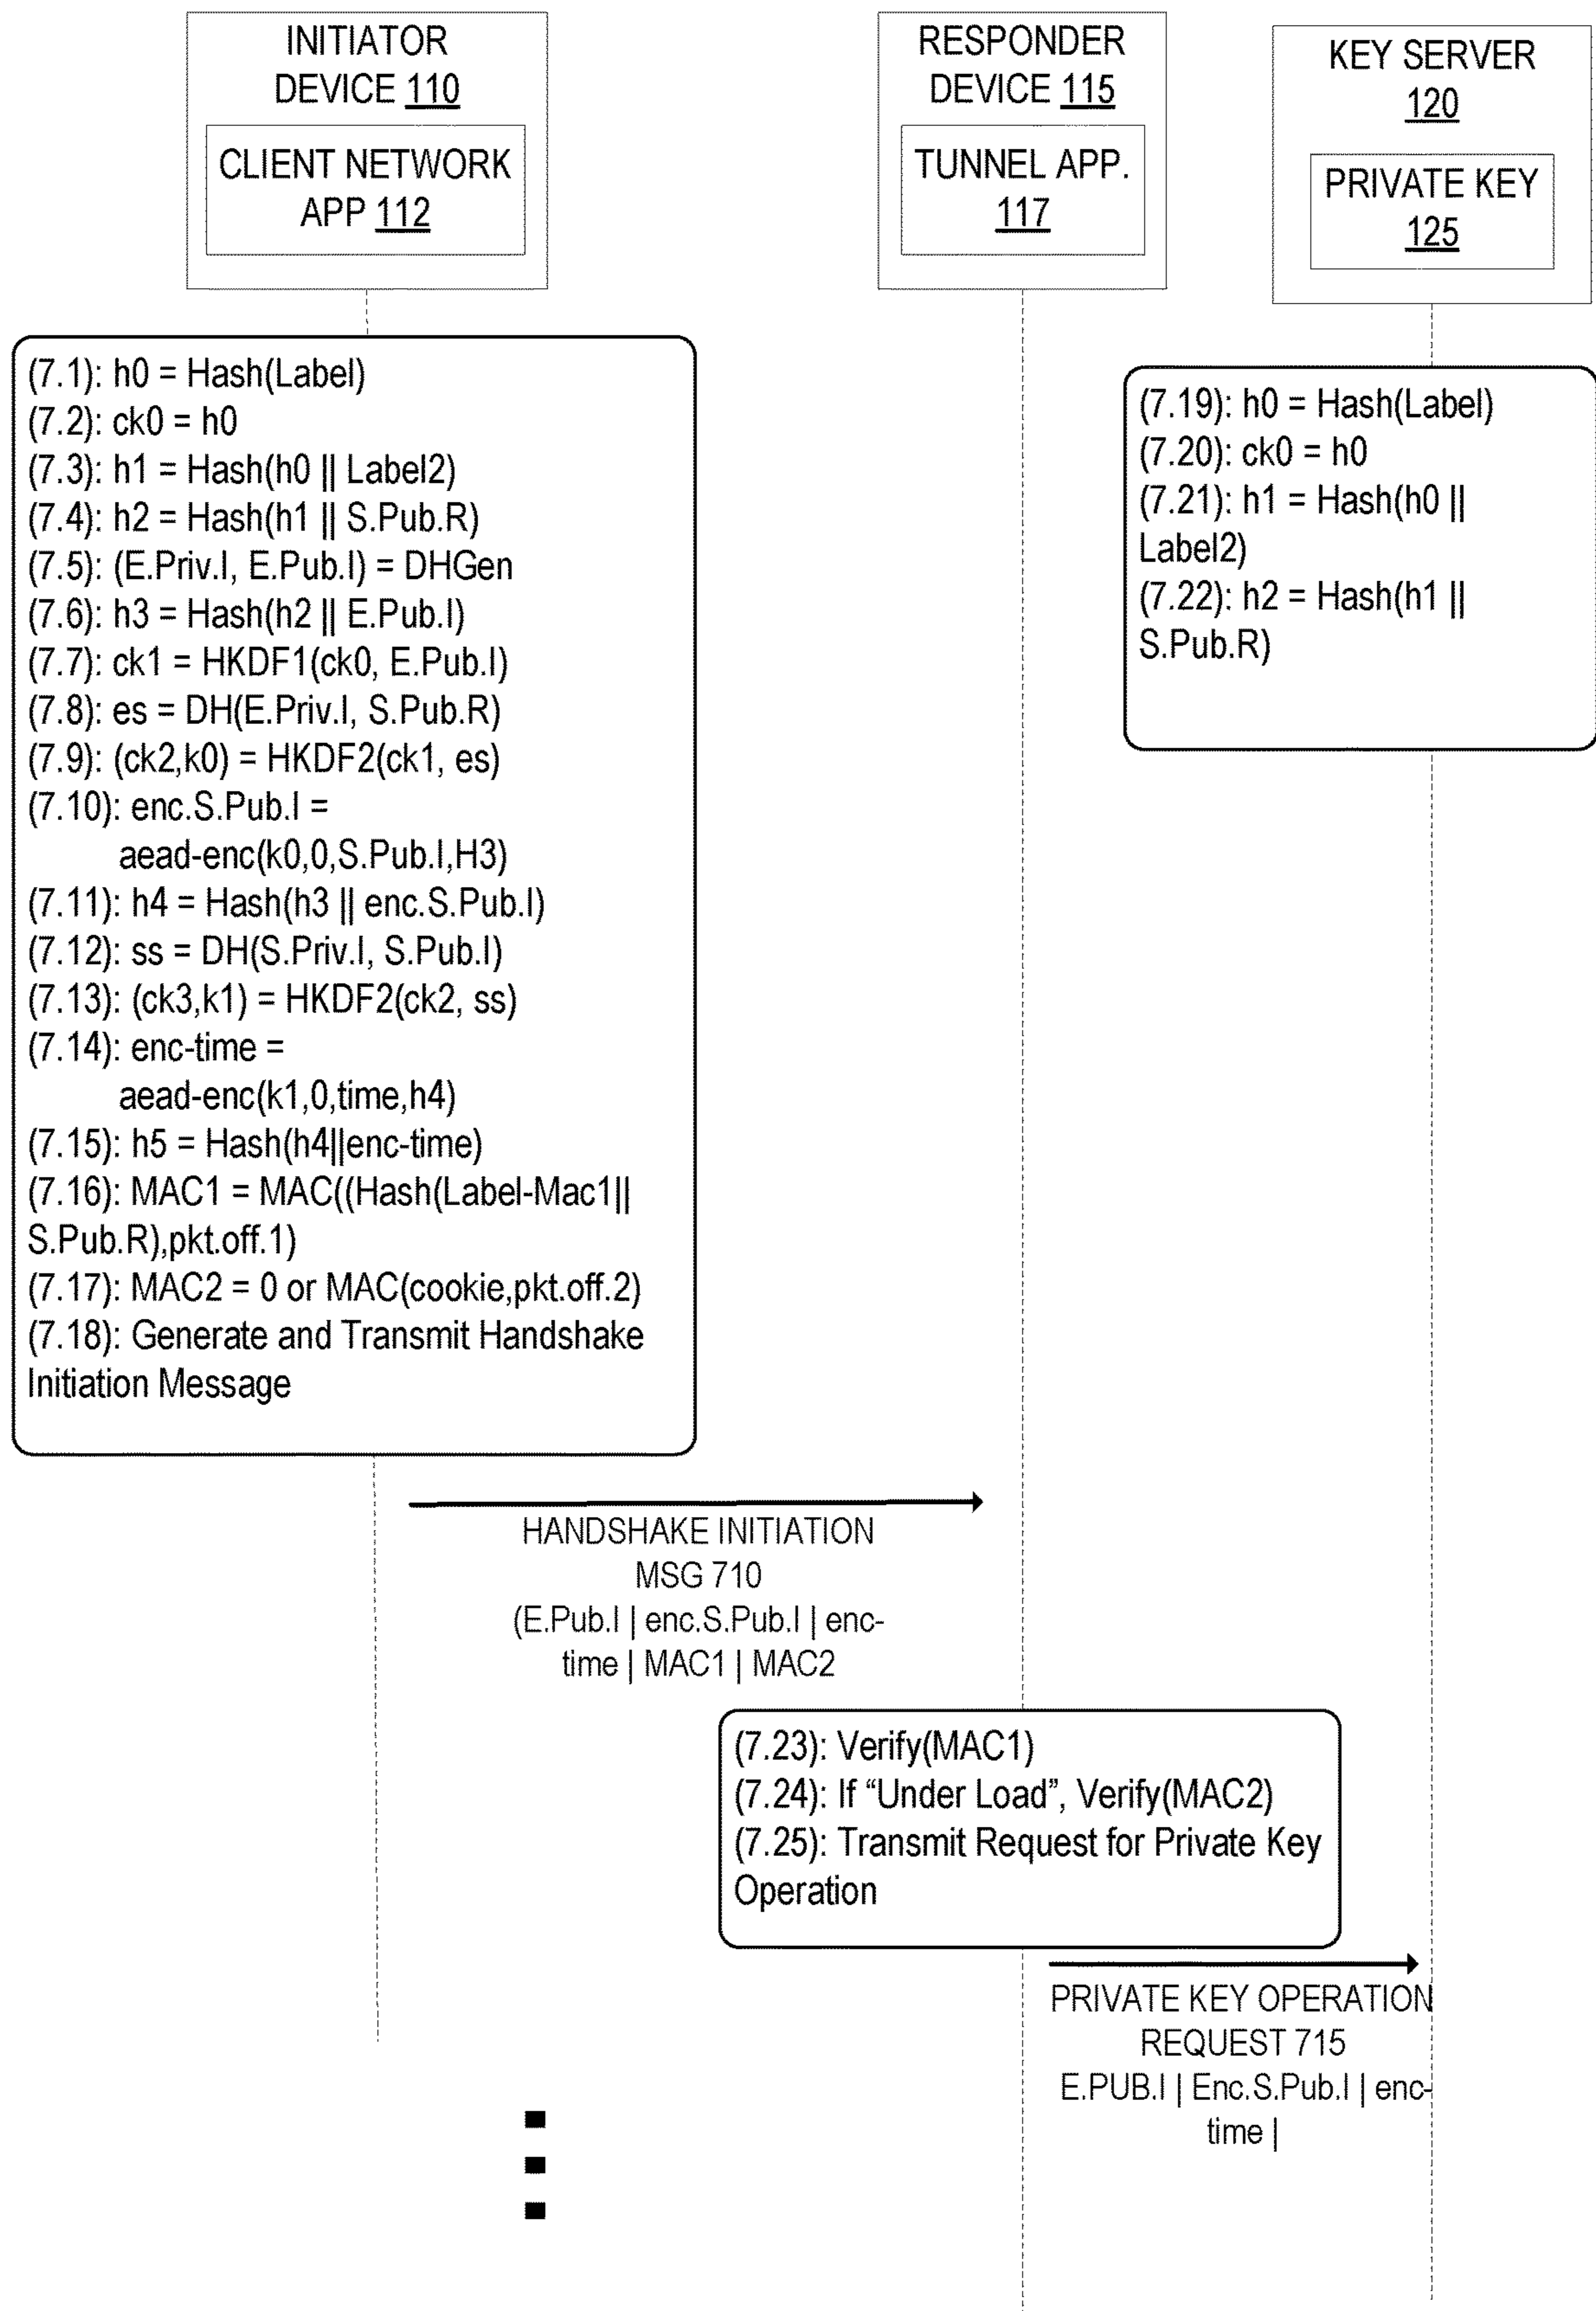 INITIATOR
DEVICE 110
CLIENT NETWORK
APP 112
RESPONDER
DEVICE 115
TUNNEL APP.
117
KEY SERVER
120
PRIVATE KEY
125
(7.1): h0 = Hash(Label)
(7.2): ck0 = h0
(7.3): h1 = Hash(h0 || Label2)
(7.4): h2 = Hash(h1 || S.Pub.R)
(7.5): (E.Priv.I, E.Pub.I) = DHGen
(7.6): h3 = Hash(h2 || E.Pub.I)
(7.7): ck1 = HKDF1(ck0, E.Pub.I)
(7.8): es = DH(E.Priv.I, S.Pub.R)
(7.9): (ck2,k0) = HKDF2(ck1, es)
(7.10): enc.S.Pub.I =
aead-enc(k0,0,S.Pub.I,H3)
(7.11): h4 = Hash(h3 || enc.S.Pub.I)
(7.12): ss = DH(S.Priv.I, S.Pub.I)
(7.13): (ck3,k1) = HKDF2(ck2, ss)
(7.14): enc-time =
aead-enc(k1,0,time,h4)
(7.15): h5 = Hash(h4||enc-time)
(7.16): MAC1 = MAC((Hash(Label-Mac1||
S.Pub.R),pkt.off.1)
(7.17): MAC2 = 0 or MAC(cookie,pkt.off.2)
(7.18): Generate and Transmit Handshake
Initiation Message
(7.19): h0 = Hash(Label)
(7.20): ck0 = h0
(7.21): h1 = Hash(h0 ||
Label2)
(7.22): h2 = Hash(h1 ||
S.Pub.R)
HANDSHAKE INITIATION
MSG 710
(E.Pub.I | enc.S.Pub.I | enc-
time | MAC1 | MAC2
(7.23): Verify(MAC1)
(7.24): If “Under Load”, Verify(MAC2)
(7.25): Transmit Request for Private Key
Operation
PRIVATE KEY OPERATION
REQUEST 715
E.PUB.I | Enc.S.Pub.I | enc-
time |